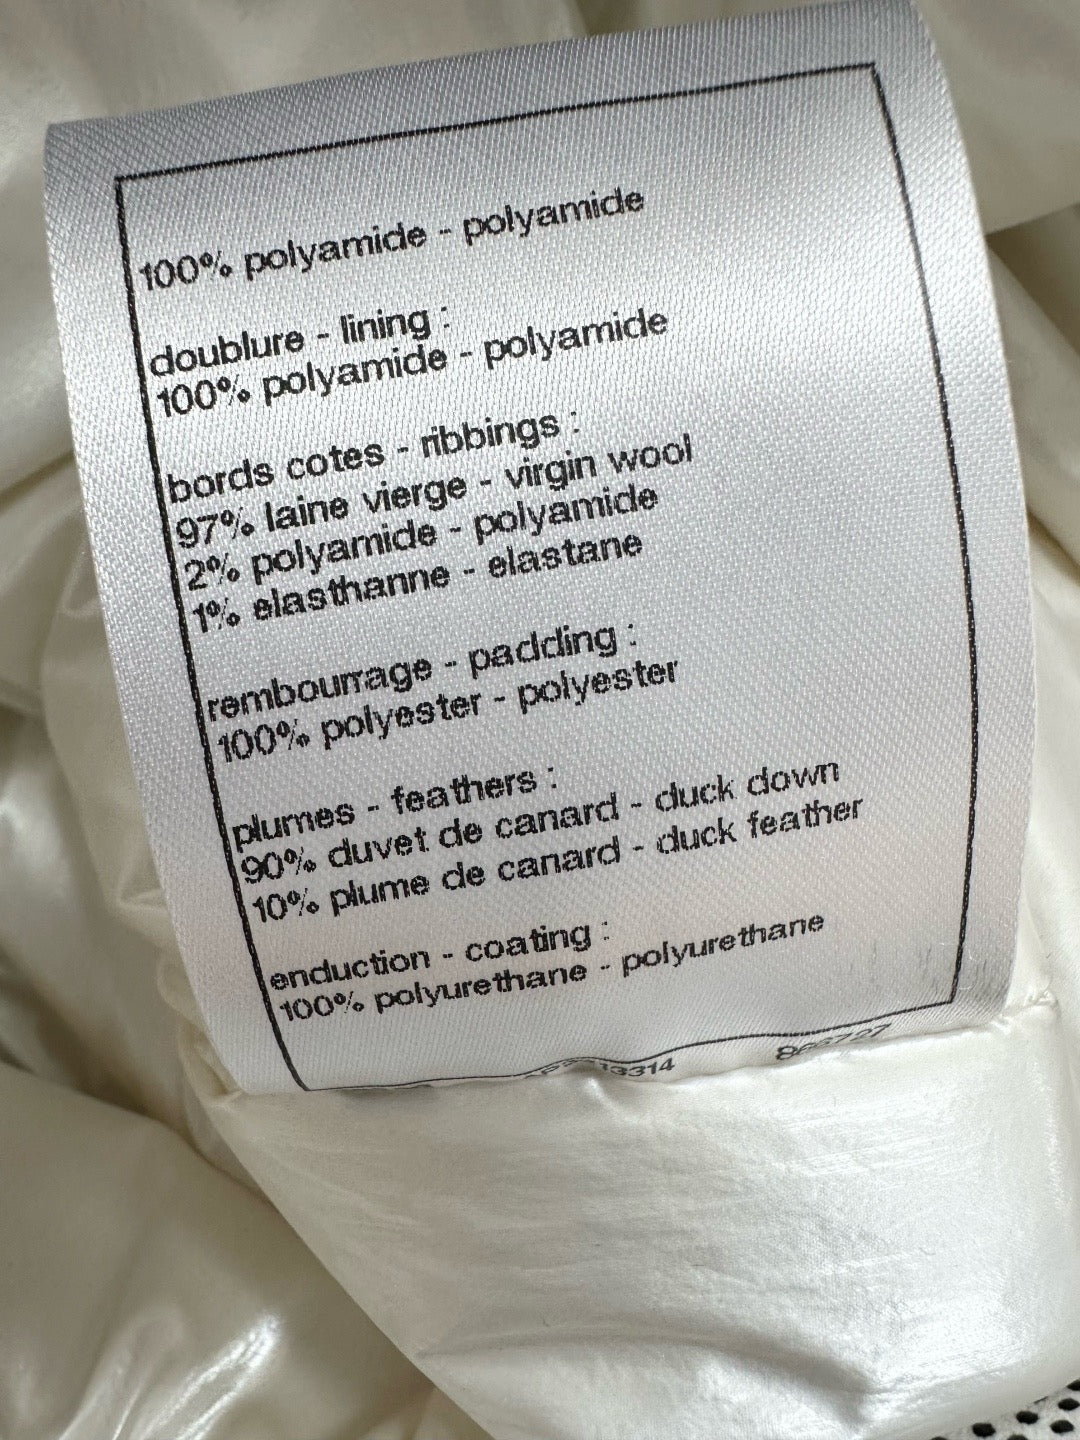 100% polyamide - polyamide
doublure - lining :
100% polyamide - polyamide
bords cotes - ribbings :
97% laine vierge - virgin wool
2% polyamide - polyamide
1% elasthanne - elastane
rembourrage - padding :
100% polyester - polyester
plumes - feathers :
90% duvet de canard - duck down
10% plume de canard - duck feather
enduction - coating :
100% polyurethane - polyurethane